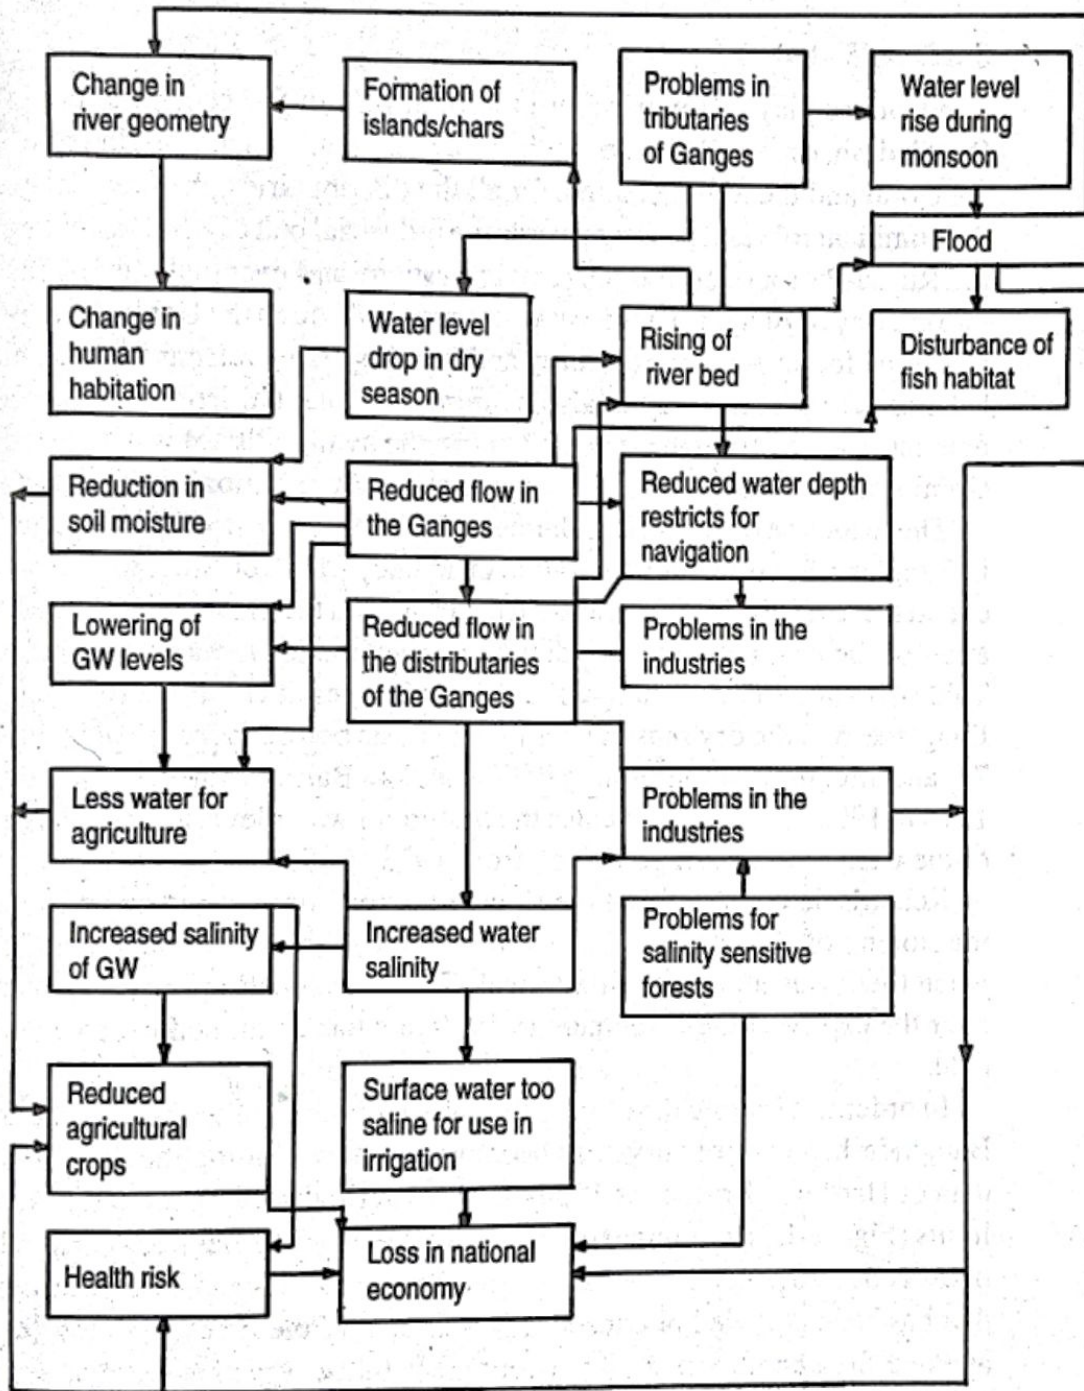 Change in
river geometry
Formation of
islands/chars
Problems in
tributaries
of Ganges
Water level
rise during
monsoon
Flood
Change in
human
habitation
Water level
drop in dry
season
Rising of
river bed
Disturbance of
fish habitat
Reduction in
soil moisture
Reduced flow in
the Ganges
Reduced water depth
restricts for
navigation
Lowering of
GW levels
Reduced flow in
the distributaries
of the Ganges
Problems in the
industries
Less water for
agriculture
Problems in the
industries
Increased salinity
of GW
Increased water
salinity
Problems for
salinity sensitive
forests
Reduced
agricultural
crops
Surface water too
saline for use in
irrigation
Health risk
Loss in national
economy